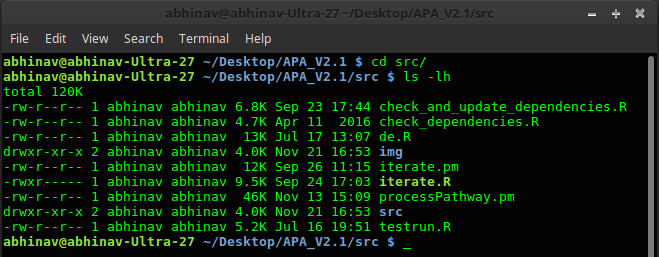 abhinav@abhinav-Ultra-27 ~/Desktop/APA_V2.1/src
File Edit View Search Terminal Help
abhinav@abhinav-Ultra-27 ~/Desktop/APA_V2.1 $ cd src/
abhinav@abhinav-Ultra-27 ~/Desktop/APA_V2.1/src $ ls -lh
total 120K
-rw-r--r-- 1 abhinav abhinav 6.8K Sep 23 17:44 check_and_update_dependencies.R
-rw-r--r-- 1 abhinav abhinav 4.7K Apr 11  2016 check_dependencies.R
-rw-r--r-- 1 abhinav abhinav  13K Jul 17 13:07 de.R
drwxr-xr-x 2 abhinav abhinav 4.0K Nov 21 16:53 img
-rw-r--r-- 1 abhinav abhinav  12K Sep 26 11:15 iterate.pm
-rwxr----- 1 abhinav abhinav 9.5K Sep 24 17:03 iterate.R
-rw-r--r-- 1 abhinav abhinav  46K Nov 13 15:09 processPathway.pm
drwxr-xr-x 2 abhinav abhinav 4.0K Nov 21 16:53 src
-rw-r--r-- 1 abhinav abhinav 5.2K Jul 16 19:51 testrun.R
abhinav@abhinav-Ultra-27 ~/Desktop/APA_V2.1/src $ _